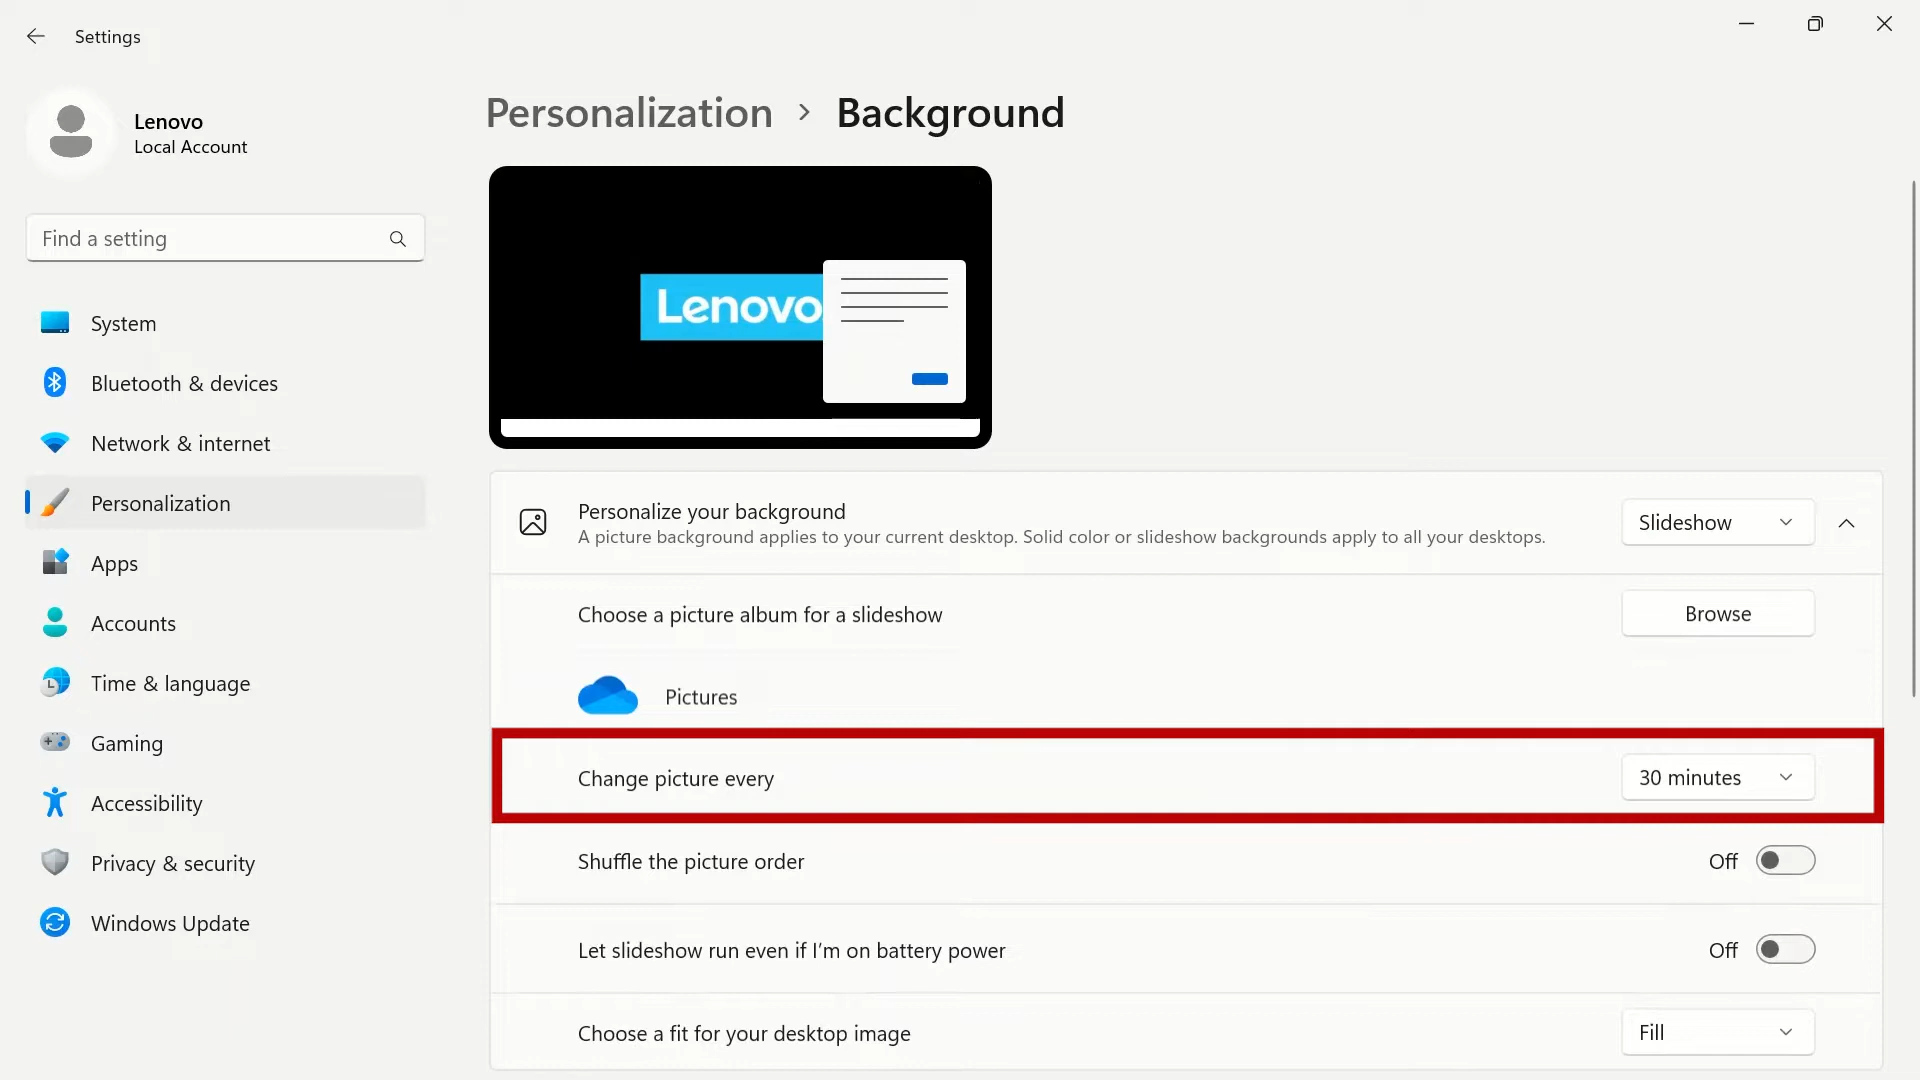 Settings
Lenovo
Local Account
Find a setting
System
Bluetooth & devices
Network & internet
Personalization
Apps
Accounts
Time & language
Gaming
Accessibility
Privacy & security
Windows Update
Personalization > Background
Lenovo
Personalize your background
A picture background applies to your current desktop. Solid color or slideshow backgrounds apply to all your desktops.
Slideshow
Choose a picture album for a slideshow
Browse
Pictures
Change picture every
30 minutes
Shuffle the picture order
Off
Let slideshow run even if I’m on battery power
Off
Choose a fit for your desktop image
Fill